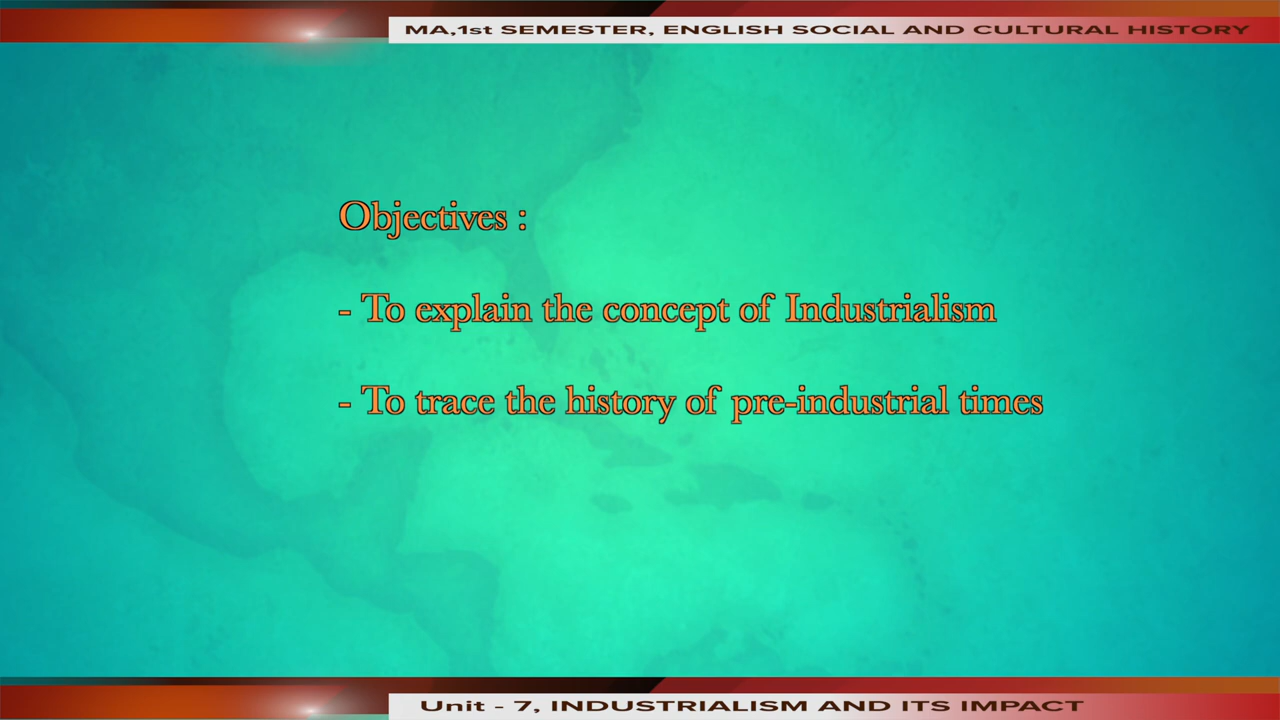 MA,1st SEMESTER, ENGLISH SOCIAL AND CULTURAL HISTORY
Objectives :
- To explain the concept of Industrialism
- To trace the history of pre-industrial times
Unit - 7, INDUSTRIALISM AND ITS IMPACT